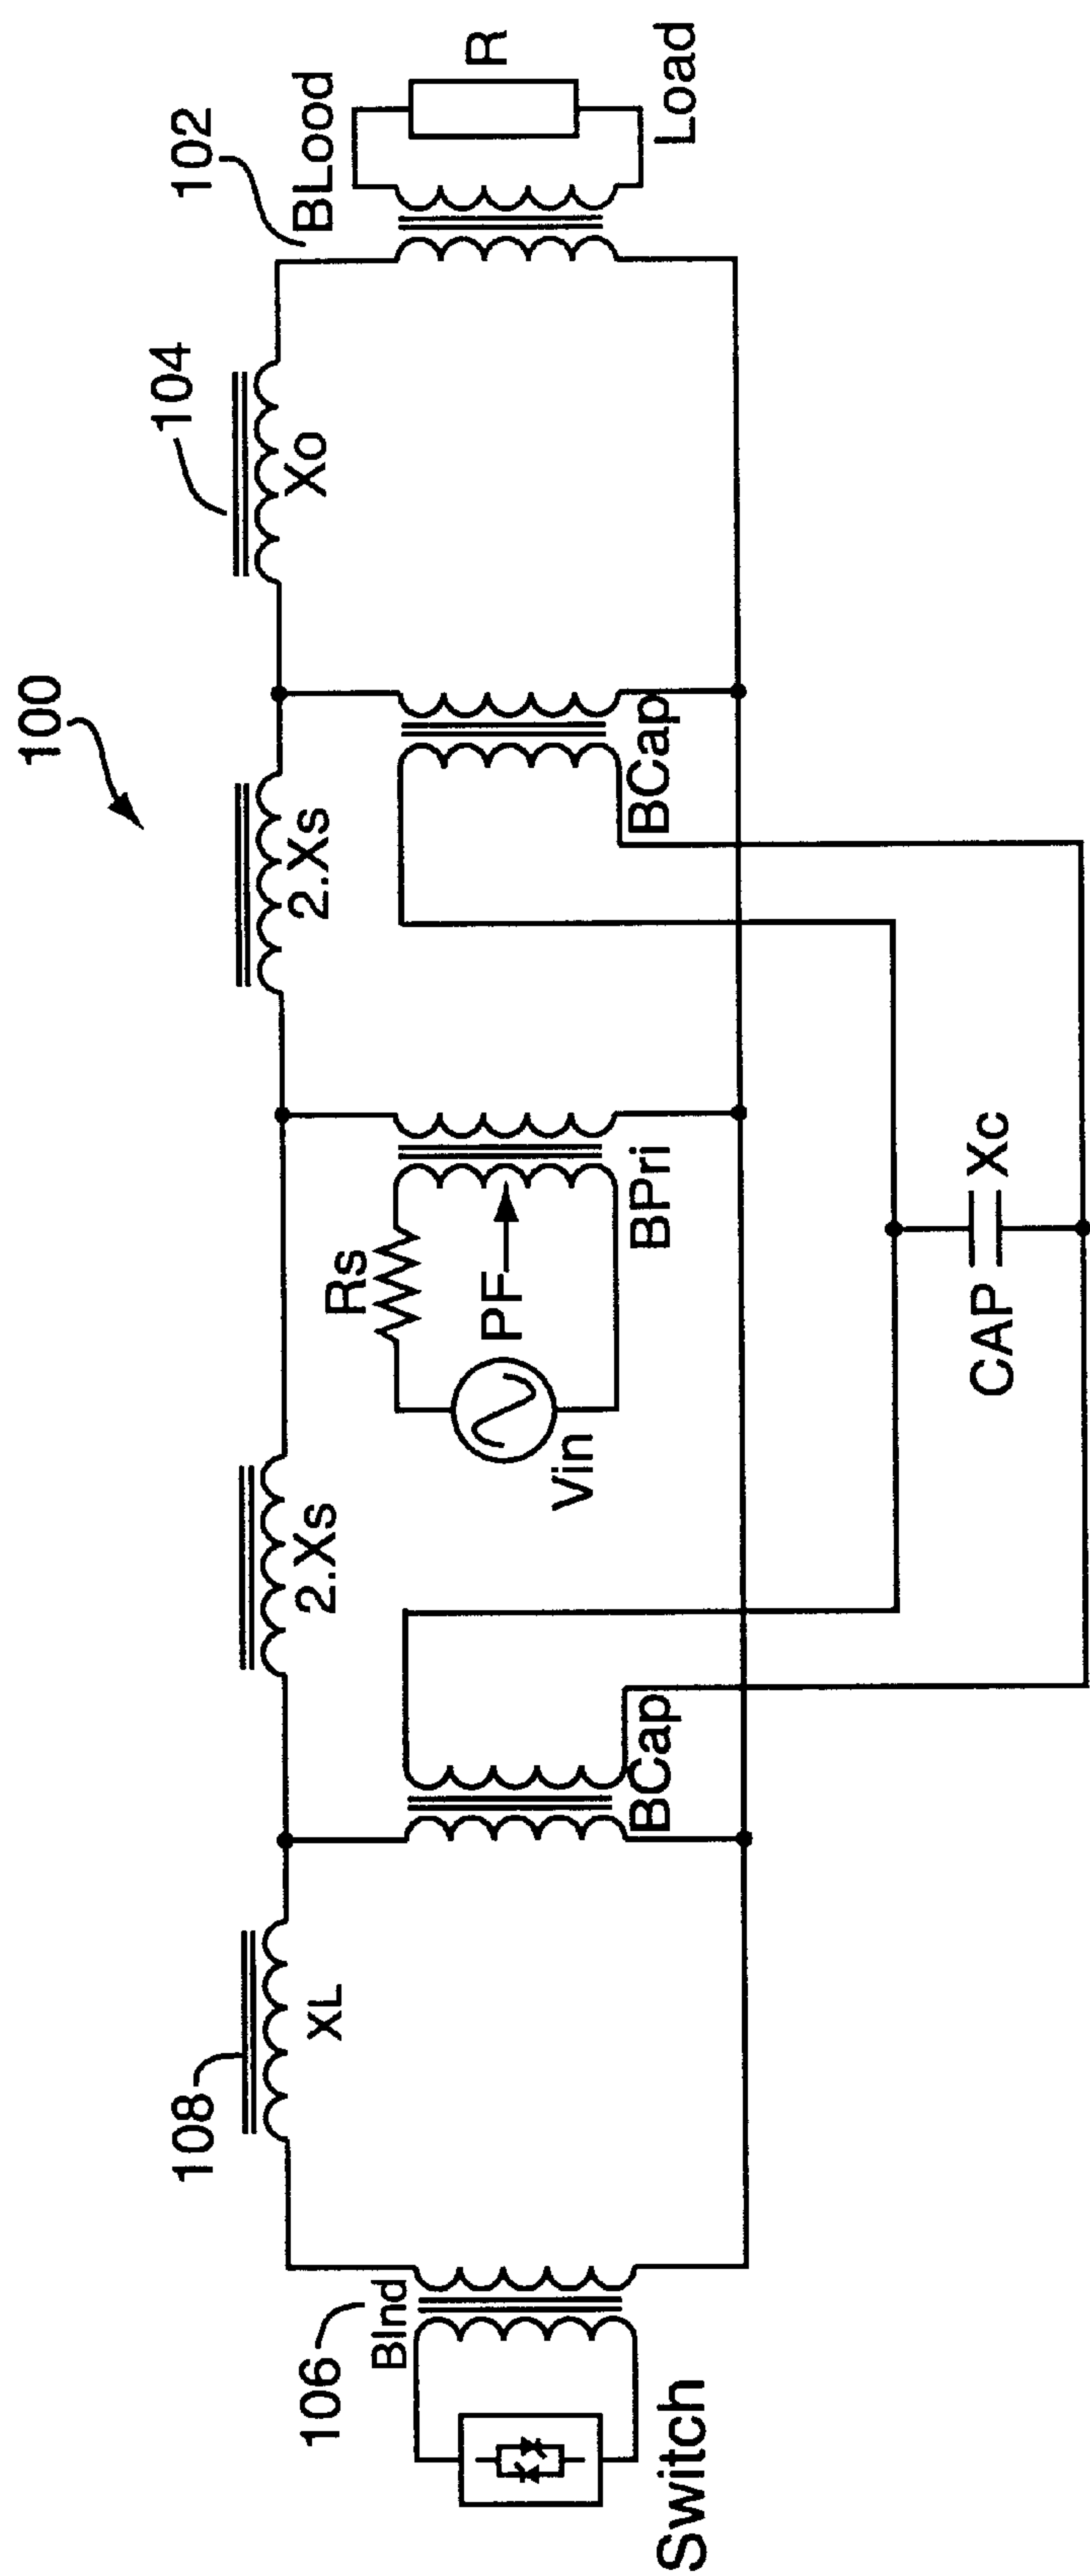 100
102
104
BLood
R
Load
Xo
2.Xs
BCap
Rs
PF
BPri
Vin
2.Xs
BCap
CAP
Xc
108
XL
106
BInd
Switch